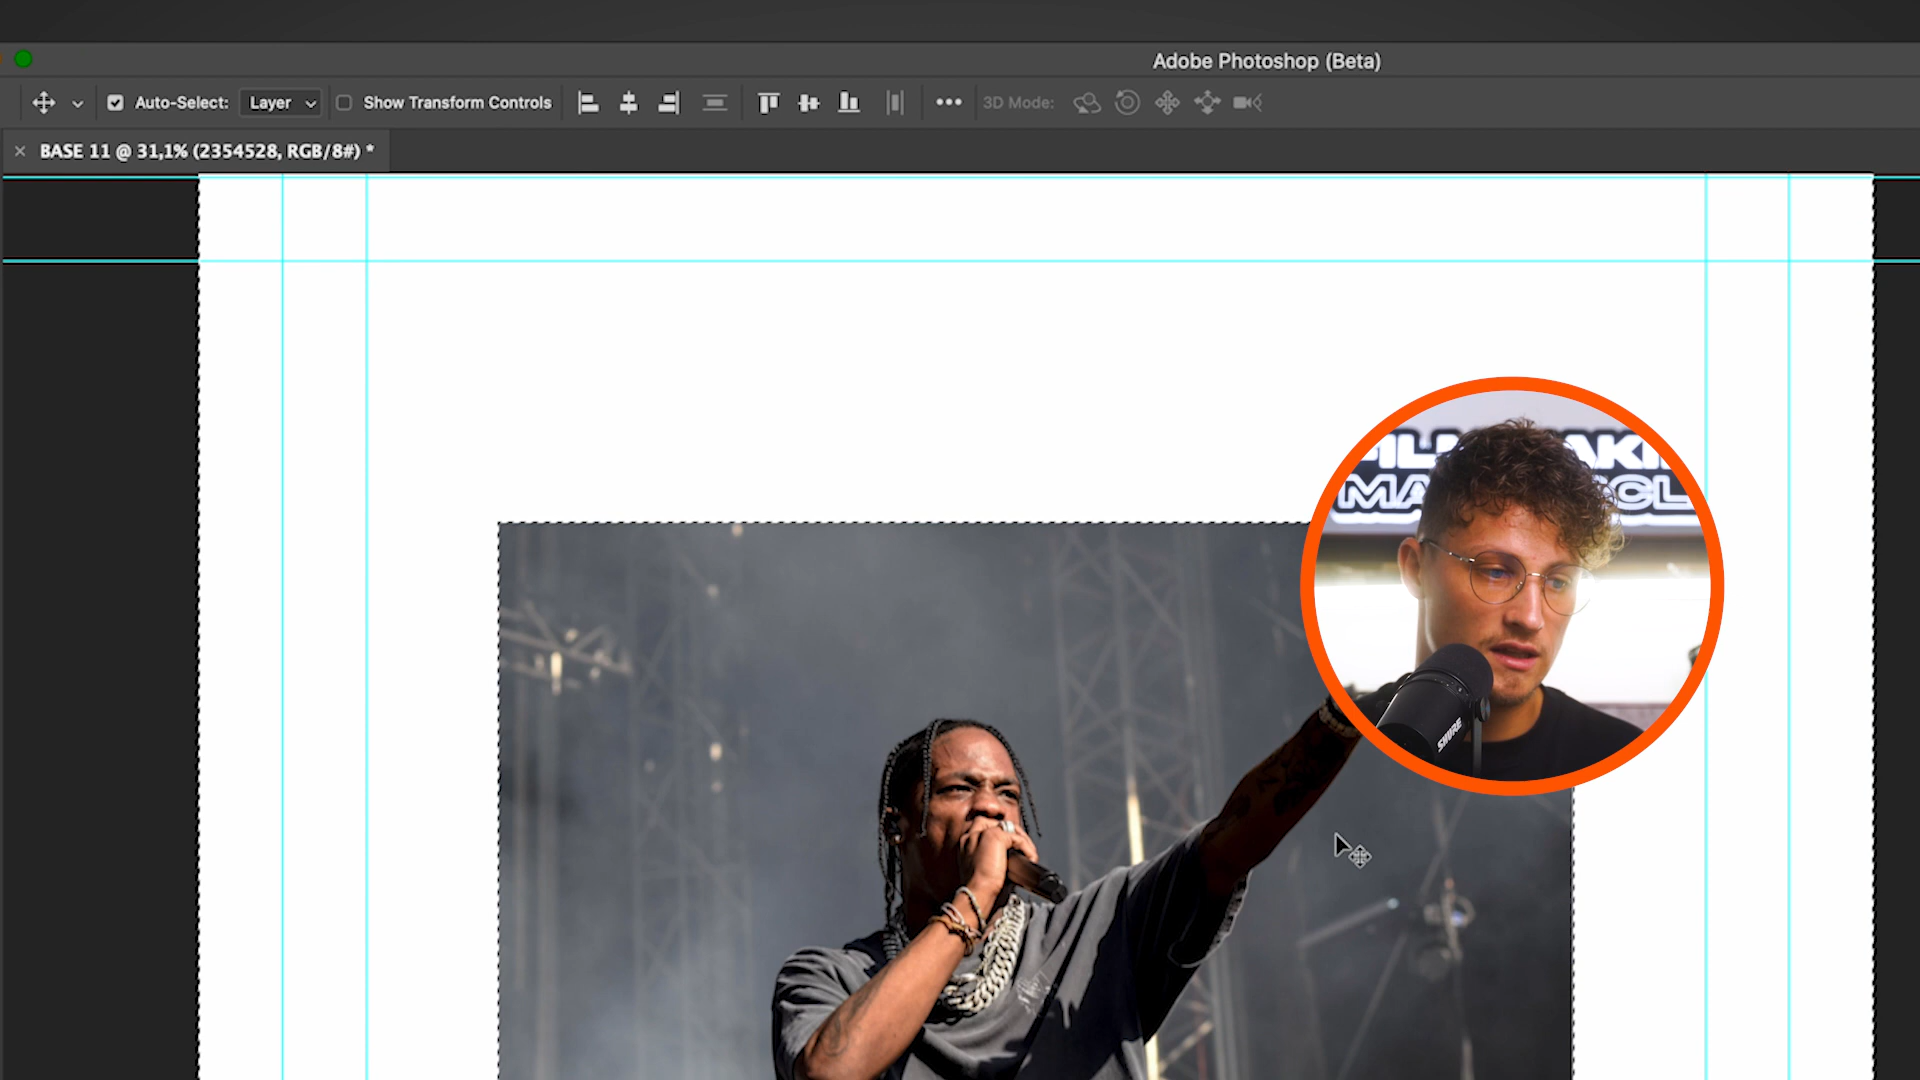 Adobe Photoshop (Beta)
Auto-Select: Layer Show Transform Controls 3D Mode:
BASE 11 @ 31,1% (2354528, RGB/8#) *
SHURE